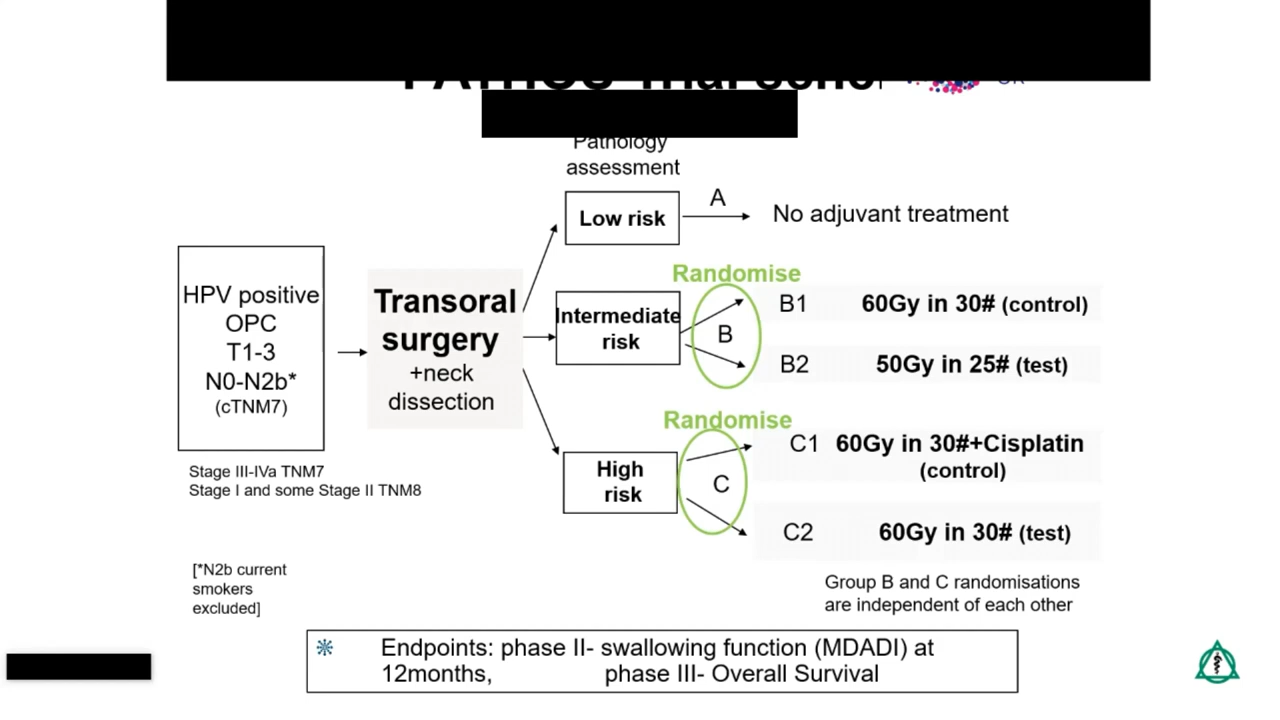 Pathology
assessment
Low risk
A
No adjuvant treatment
HPV positive
OPC
T1-3
N0-N2b*
(cTNM7)
Transoral
surgery
+neck
dissection
Randomise
Intermediate
risk
B
B1 60Gy in 30# (control)
B2 50Gy in 25# (test)
Randomise
High
risk
C
C1 60Gy in 30#+Cisplatin
(control)
C2 60Gy in 30# (test)
Stage III-IVa TNM7
Stage I and some Stage II TNM8
[*N2b current
smokers
excluded]
Group B and C randomisations
are independent of each other
Endpoints: phase II- swallowing function (MDADI) at
12months, phase III- Overall Survival